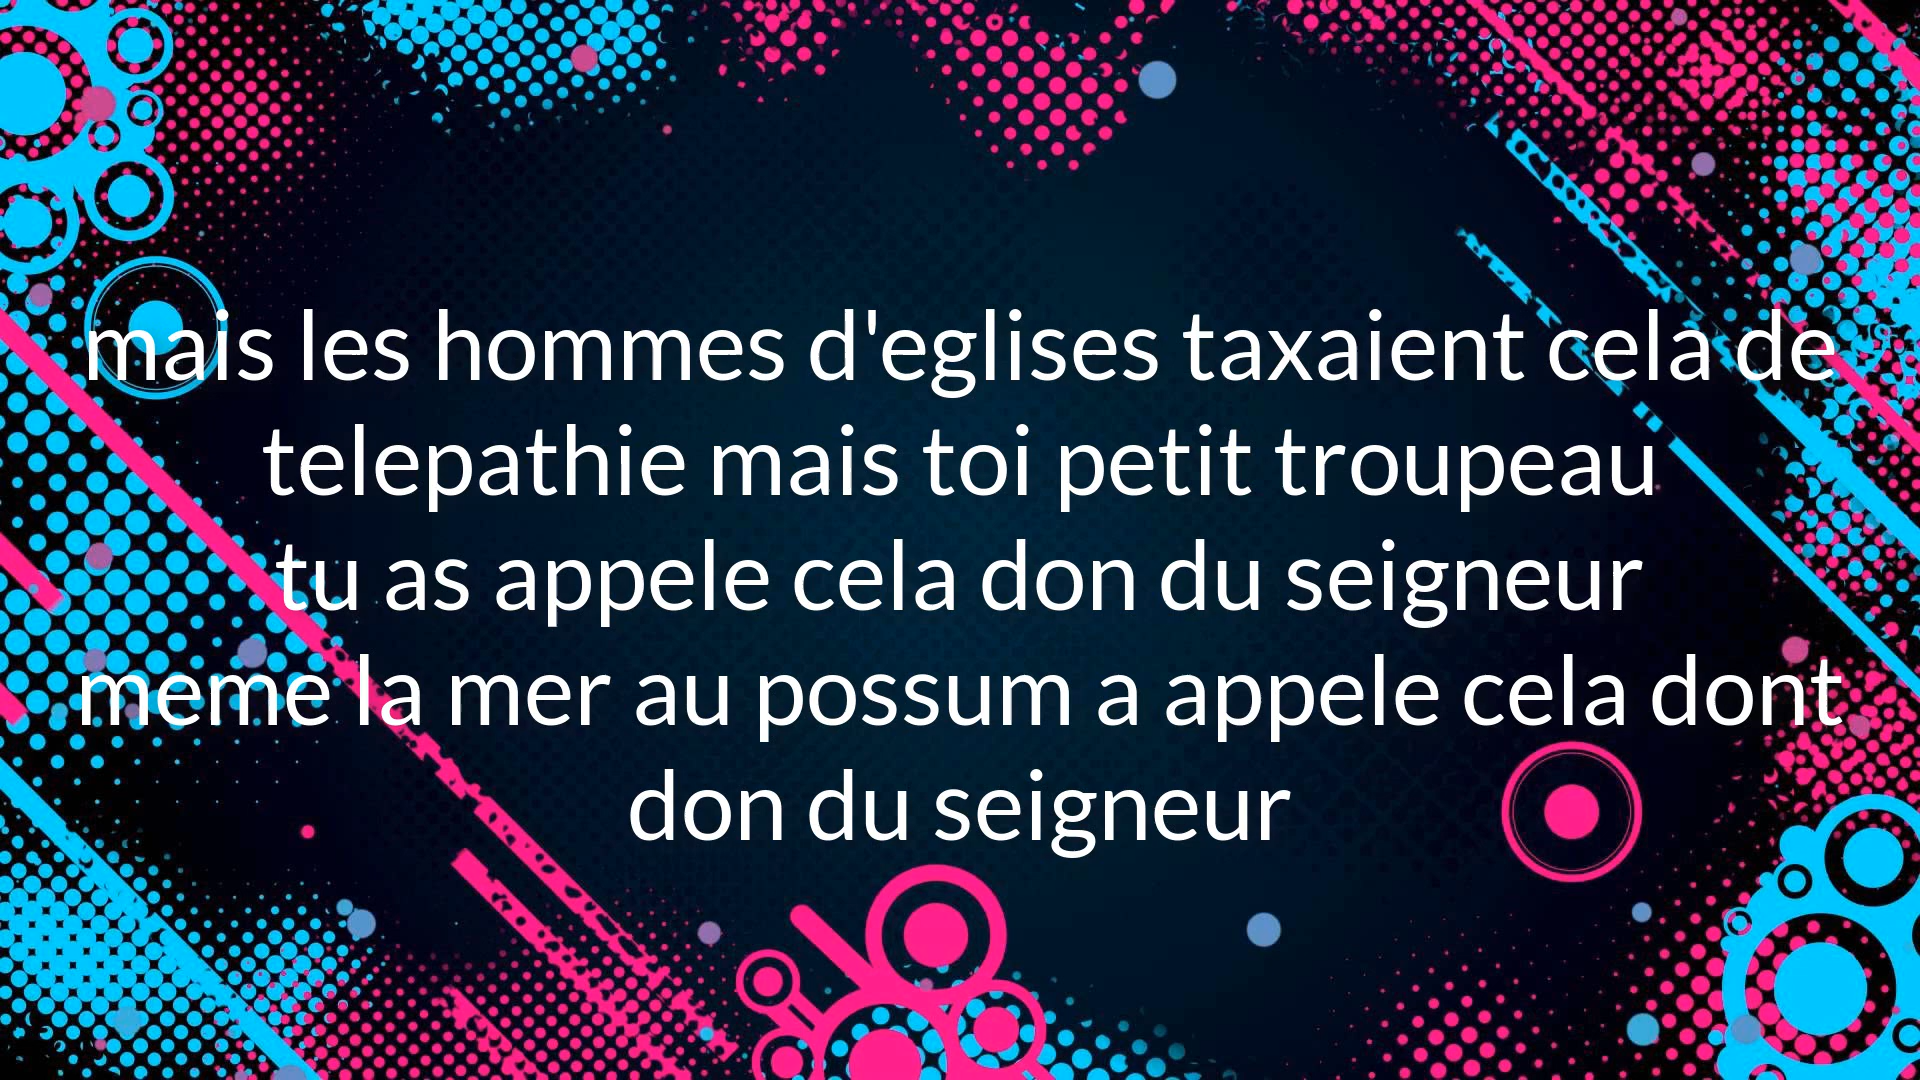 mais les hommes d'eglises taxaient cela de
telepathie mais toi petit troupeau
tu as appele cela don du seigneur
meme la mer au possum a appele cela dont
don du seigneur